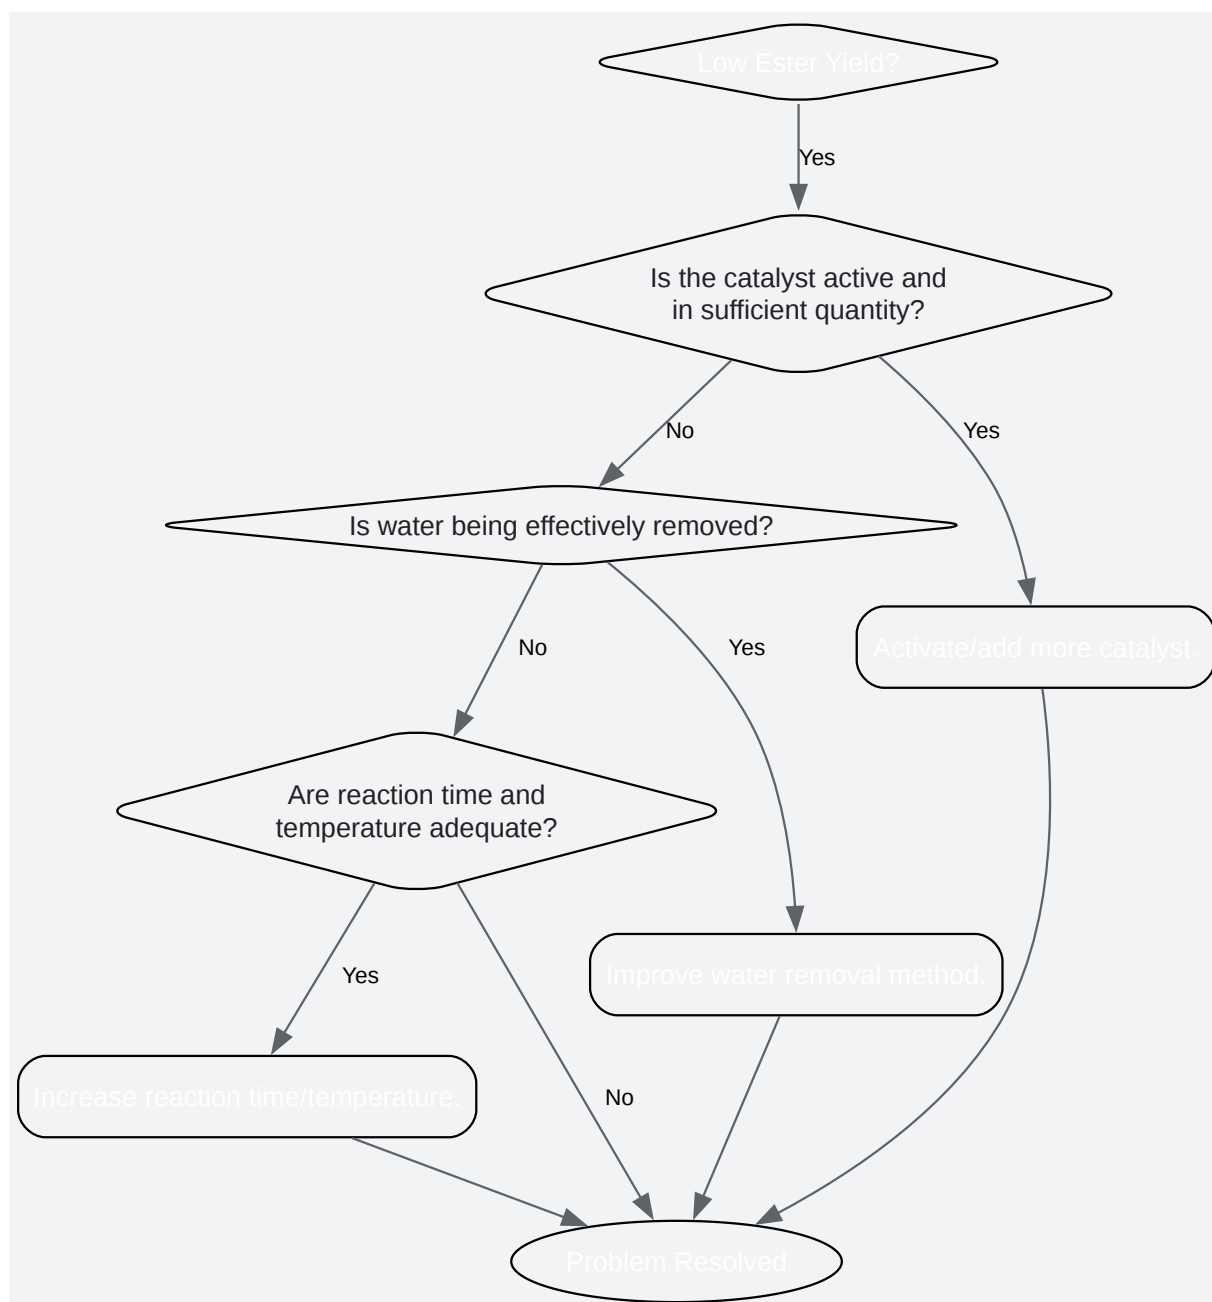 Low Ester Yield?
Yes
Is the catalyst active and
in sufficient quantity?
No
Yes
Is water being effectively removed?
No
Yes
Activate/add more catalyst.
Are reaction time and
temperature adequate?
Yes
Improve water removal method.
Increase reaction time/temperature.
No
Problem Resolved